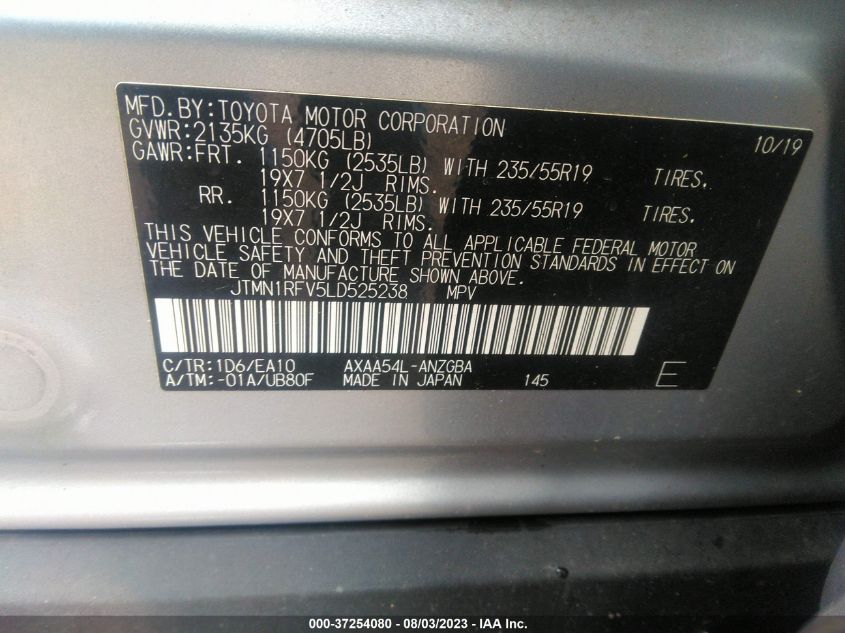 MFD.BY:TOYOTA MOTOR CORPORATION 10/19
GVWR:2135KG (4705LB)
GAWR:FRT. 1150KG (2535LB) WITH 235/55R19 TIRES.
19X7 1/2J RIMS.
RR. 1150KG (2535LB) WITH 235/55R19 TIRES.
19X7 1/2J RIMS.
THIS VEHICLE CONFORMS TO ALL APPLICABLE FEDERAL MOTOR
VEHICLE SAFETY AND THEFT PREVENTION STANDARDS IN EFFECT ON
THE DATE OF MANUFACTURE SHOWN ABOVE.
JTMN1RFV5LD525238 MPV
C/TR:1D6/EA10 AXAA54L-ANZGBA
A/TM:-01A/UB80F MADE IN JAPAN 145 E
000-37254080 - 08/03/2023 - IAA Inc.